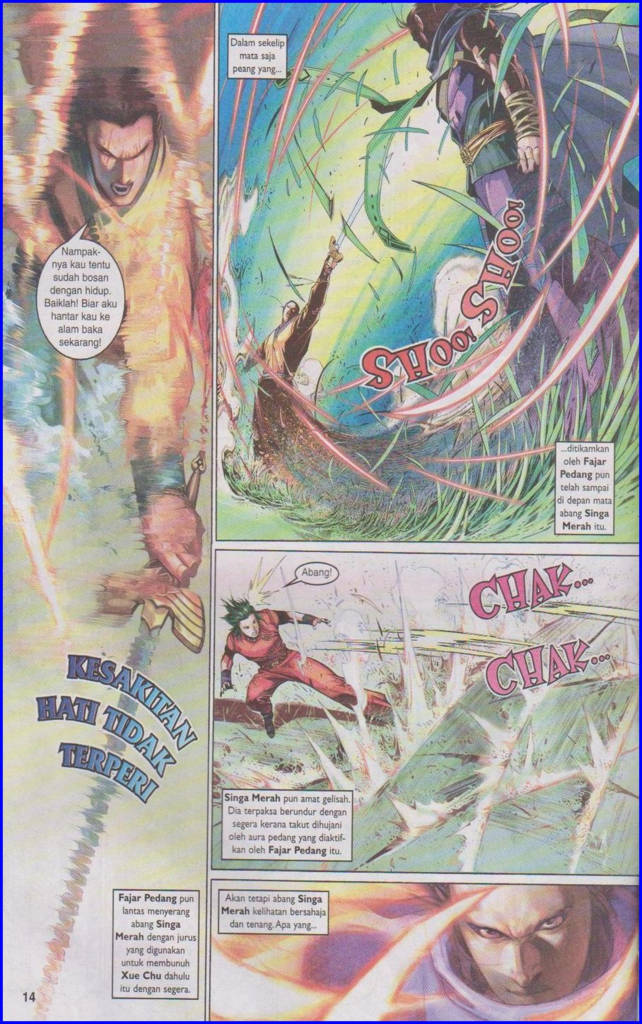 Nampak-
nya kau tentu
sudah bosan
dengan hidup.
Baiklah! Biar aku
hantar kau ke
alam baka
sekarang!
KESAKITAN
HATI TIDAK
TERPERI
Fajar Pedang pun
lantas menyerang
abang Singa
Merah dengan jurus
yang digunakan
untuk membunuh
Xue Chu dahulu
itu dengan segera.
14
Dalam sekelip
mata saja
peang yang...
SHOO! SHOO!
...ditikamkan
oleh Fajar
Pedang pun
telah sampai
di depan mata
abang Singa
Merah itu.
Abang!
CHAK...
CHAK...
Singa Merah pun amat gelisah.
Dia terpaksa berundur dengan
segera kerana takut dihujani
oleh aura pedang yang diaktif-
kan oleh Fajar Pedang itu.
Akan tetapi abang Singa
Merah kelihatan bersahaja
dan tenang. Apa yang...